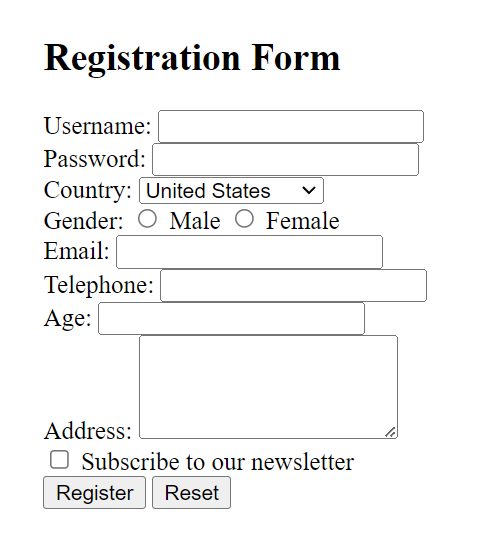 Registration Form
Username:
Password:
Country: United States
Gender: Male Female
Email:
Telephone:
Age:
Address:
Subscribe to our newsletter
Register Reset